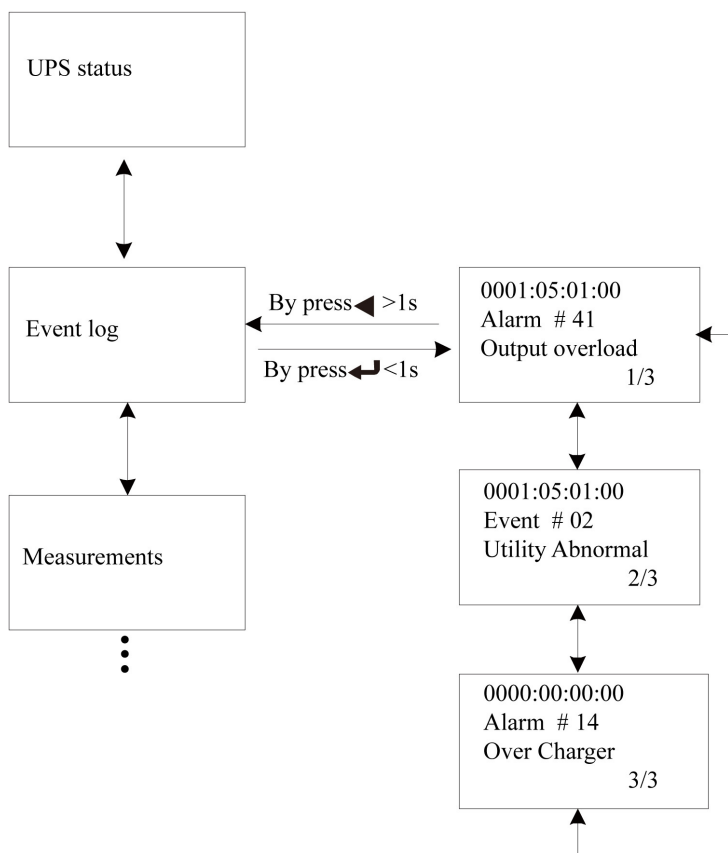 UPS status
Event log
Measurements
By press >1s
By press <1s
0001:05:01:00
Alarm # 41
Output overload
1/3
0001:05:01:00
Event # 02
Utility Abnormal
2/3
0000:00:00:00
Alarm # 14
Over Charger
3/3